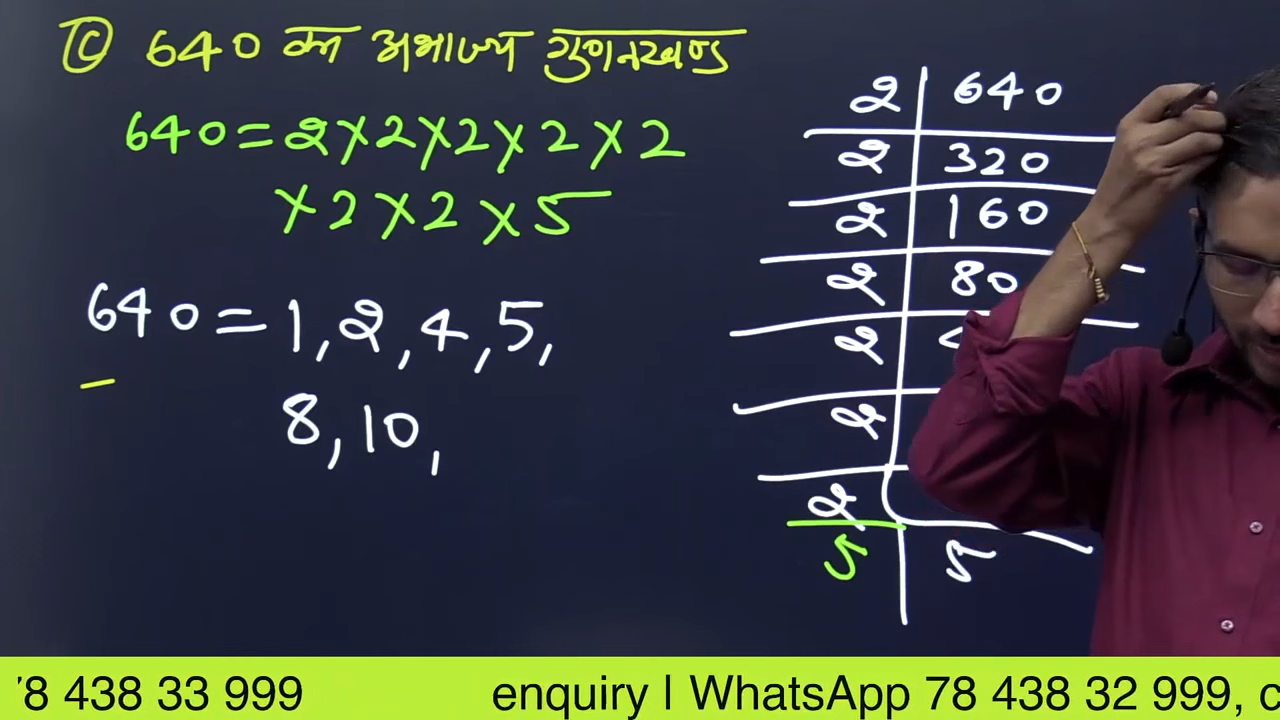 © 640 का अभाज्य गुणनखण्ड
640 = 2 × 2 × 2 × 2 × 2
× 2 × 2 × 5
640 = 1, 2, 4, 5,
8, 10,
2 | 640
2 | 320
2 | 160
2 | 80
2 | 4
2
2
5 | 5
'8 438 33 999 enquiry | WhatsApp 78 438 32 999, c